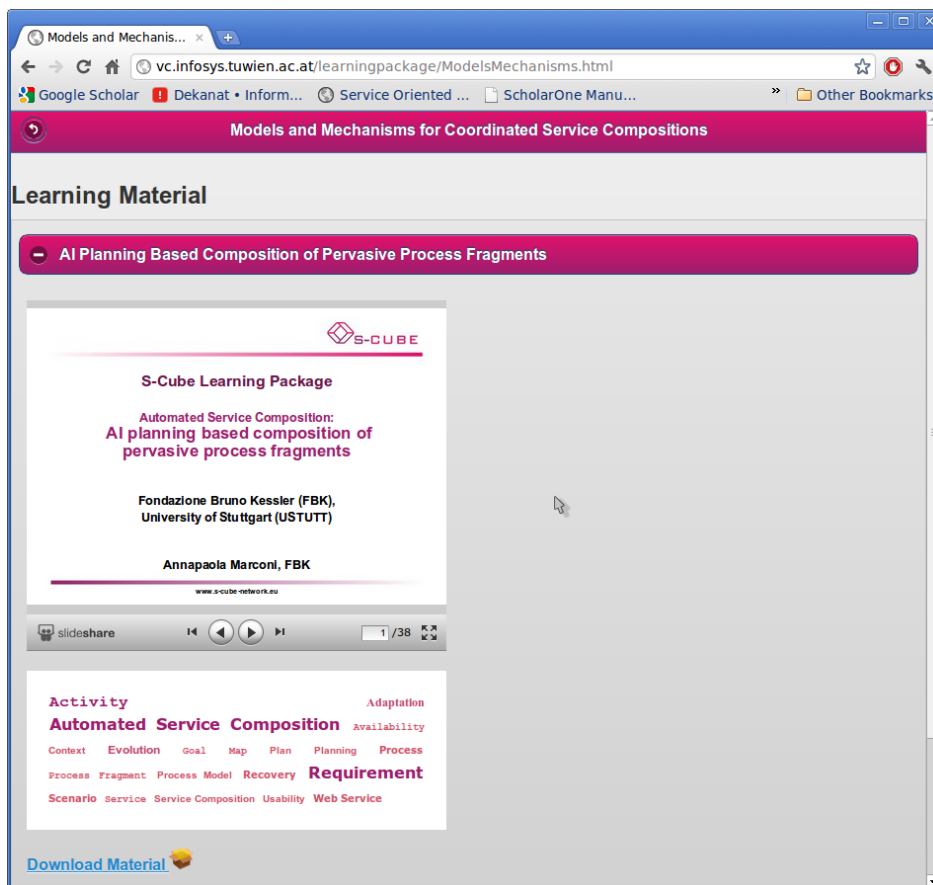 Models and Mechanis...
vc.infosys.tuwien.ac.at/learningpackage/ModelsMechanisms.html
Google Scholar Dekanat • Inform... Service Oriented ... ScholarOne Manu... » Other Bookmarks
Models and Mechanisms for Coordinated Service Compositions
Learning Material
AI Planning Based Composition of Pervasive Process Fragments
S-CUBE
S-Cube Learning Package
Automated Service Composition:
AI planning based composition of
pervasive process fragments
Fondazione Bruno Kessler (FBK),
University of Stuttgart (USTUTT)
Annapaola Marconi, FBK
www.s-cube-network.eu
slideshare 1 /38
Activity Adaptation
Automated Service Composition Availability
Context Evolution Goal Map Plan Planning Process
Process Fragment Process Model Recovery Requirement
Scenario Service Service Composition Usability Web Service
Download Material